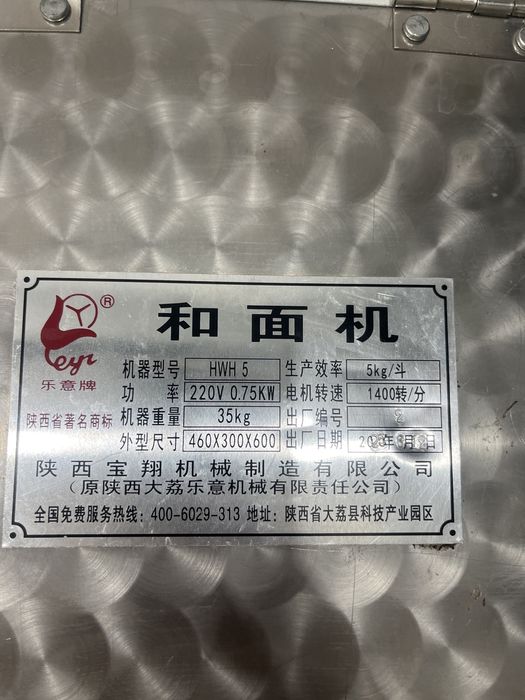 ®
Leyi
乐意牌
陕西省著名商标
和面机
机器型号 HWH 5 生产效率 5kg/斗
功率 220V 0.75KW 电机转速 1400转/分
机器重量 35kg 出厂编号 2
外型尺寸 460X300X600 出厂日期 年 月 日
陕西宝翔机械制造有限公司
（原陕西大荔乐意机械有限责任公司）
全国免费服务热线：400-6029-313 地址：陕西省大荔县科技产业园区